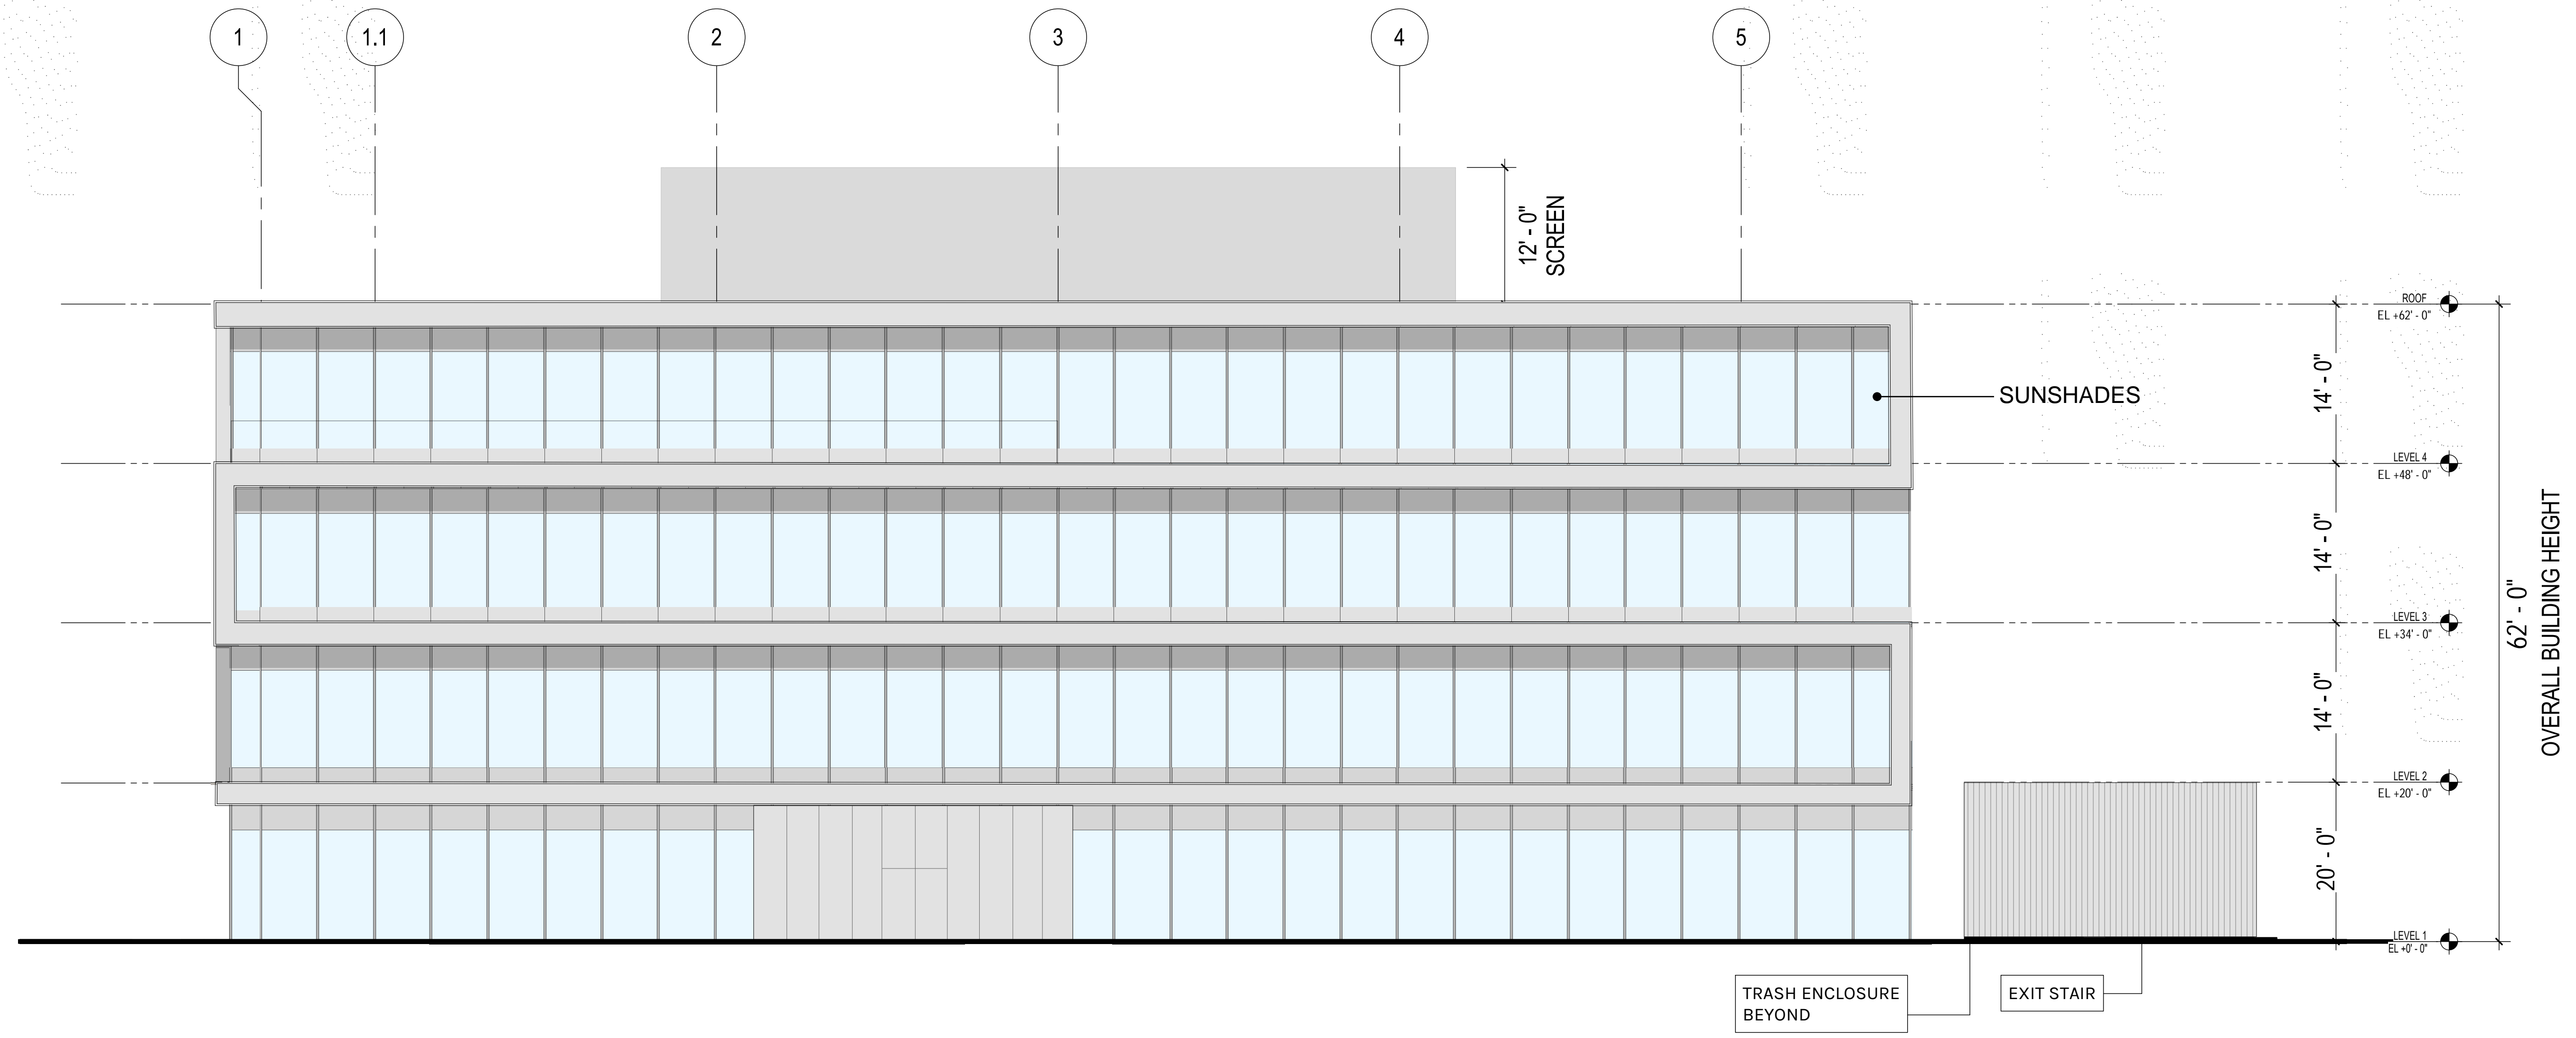 1
1.1
2
3
4
5
12' - 0"
SCREEN
ROOF
EL +62' - 0"
14' - 0"
SUNSHADES
LEVEL 4
EL +48' - 0"
14' - 0"
LEVEL 3
EL +34' - 0"
62' - 0"
OVERALL BUILDING HEIGHT
14' - 0"
LEVEL 2
EL +20' - 0"
20' - 0"
LEVEL 1
EL +0' - 0"
TRASH ENCLOSURE
BEYOND
EXIT STAIR